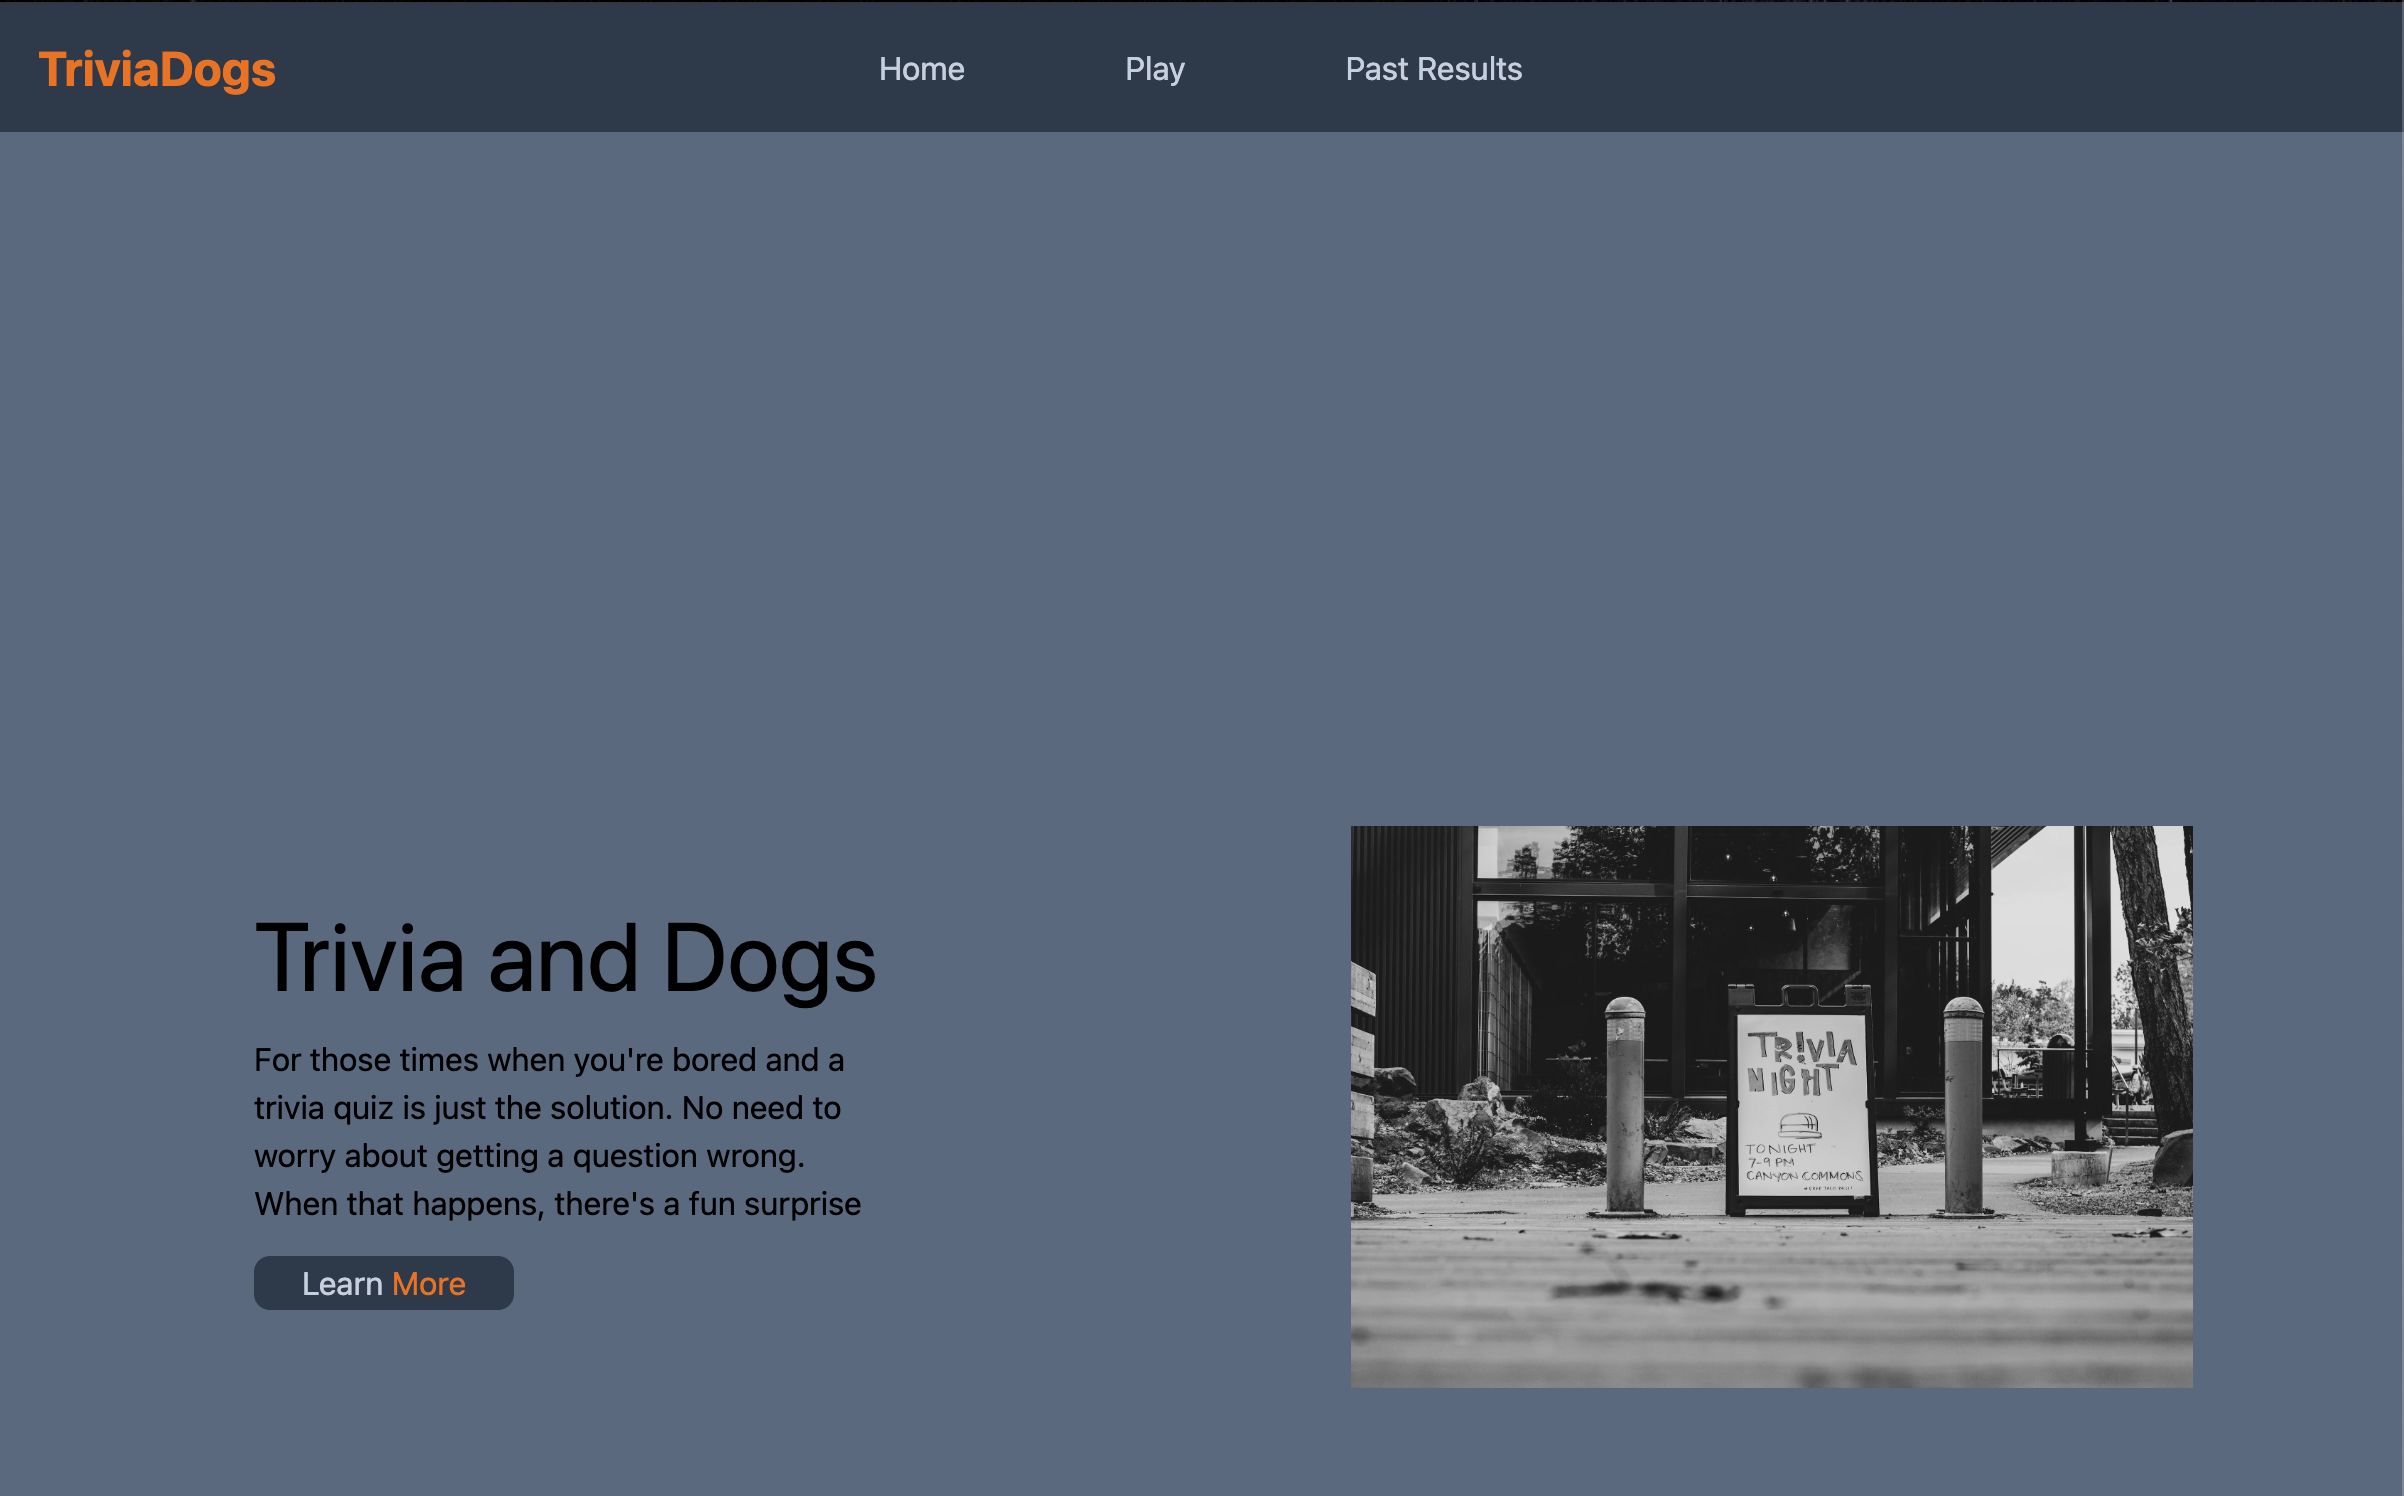 TriviaDogs
Home Play Past Results
Trivia and Dogs
For those times when you're bored and a
trivia quiz is just the solution. No need to
worry about getting a question wrong.
When that happens, there's a fun surprise
Learn More
TR!VIA
NIGHT
TONIGHT
7-9 PM
CANYON COMMONS